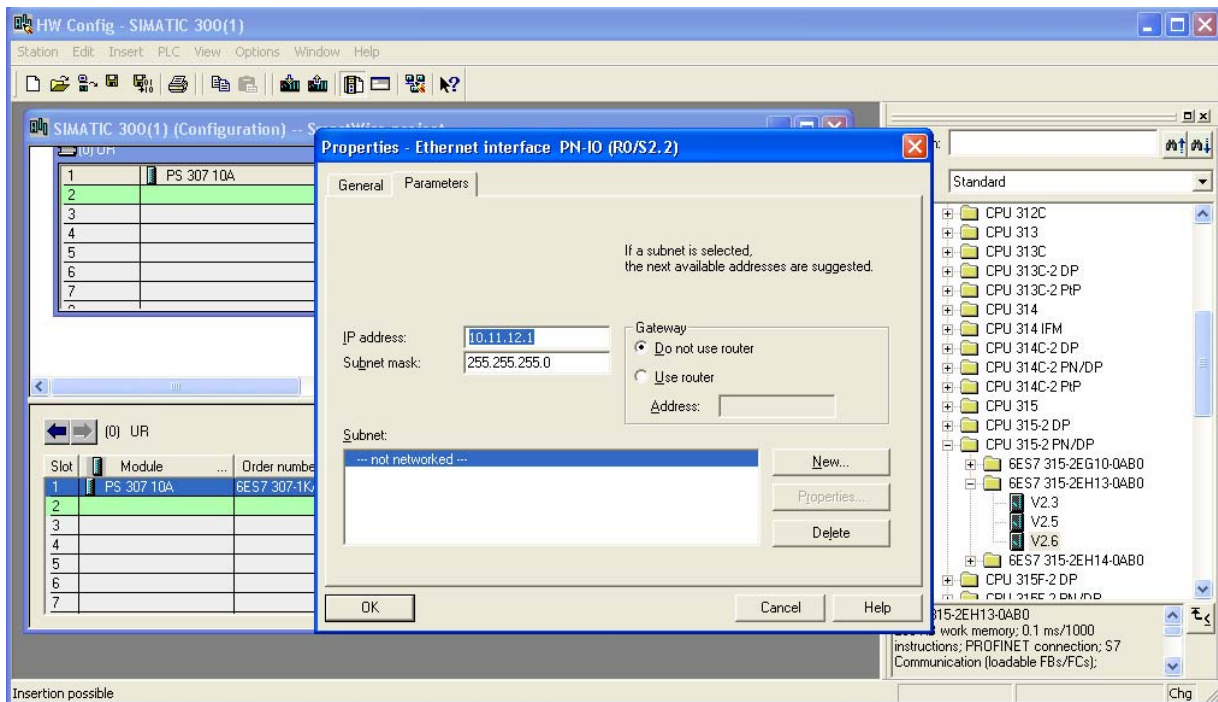 HW Config - SIMATIC 300(1)
Station Edit Insert PLC View Options Window Help
SIMATIC 300(1) (Configuration) --
(0) UR
1 PS 307 10A
2
3
4
5
6
7
Properties - Ethernet interface PN-IO (R0/S2.2)
General Parameters
If a subnet is selected,
the next available addresses are suggested.
IP address: 10.11.12.1
Subnet mask: 255.255.255.0
Gateway
Do not use router
Use router
Address:
Subnet:
--- not networked ---
New...
Properties...
Delete
OK Cancel Help
(0) UR
Slot Module ... Order numbe
1 PS 307 10A 6ES7 307-1K
2
3
4
5
6
7
Standard
CPU 312C
CPU 313
CPU 313C
CPU 313C-2 DP
CPU 313C-2 PtP
CPU 314
CPU 314 IFM
CPU 314C-2 DP
CPU 314C-2 PN/DP
CPU 314C-2 PtP
CPU 315
CPU 315-2 DP
CPU 315-2 PN/DP
6ES7 315-2EG10-0AB0
6ES7 315-2EH13-0AB0
V2.3
V2.5
V2.6
6ES7 315-2EH14-0AB0
CPU 315F-2 DP
CPU 315F-2 PN/DP
315-2EH13-0AB0
work memory; 0.1 ms/1000
instructions; PROFINET connection; S7
Communication (loadable FBs/FCs);
Insertion possible
Chg